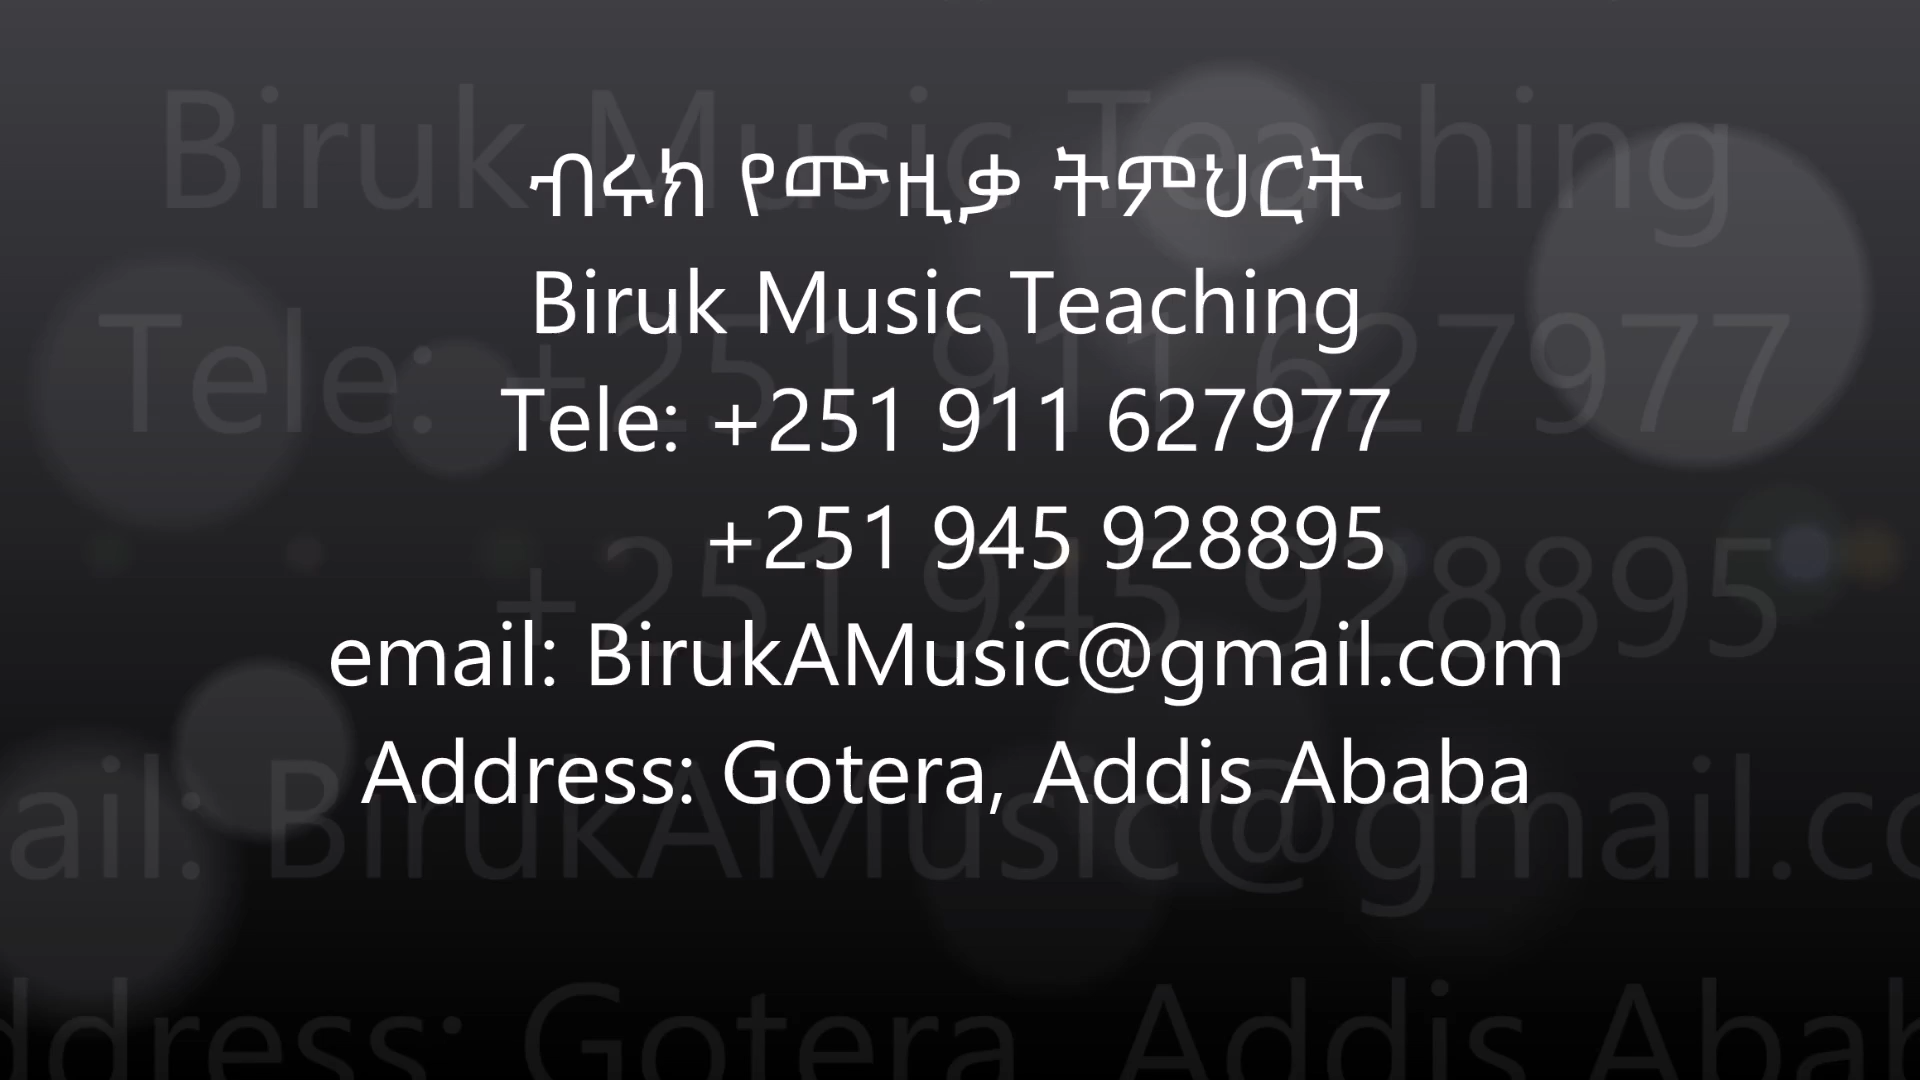 ብሩክ የሙዚቃ ትምህርት
Biruk Music Teaching
Tele: +251 911 627977
+251 945 928895
email: BirukAMusic@gmail.com
Address: Gotera, Addis Ababa